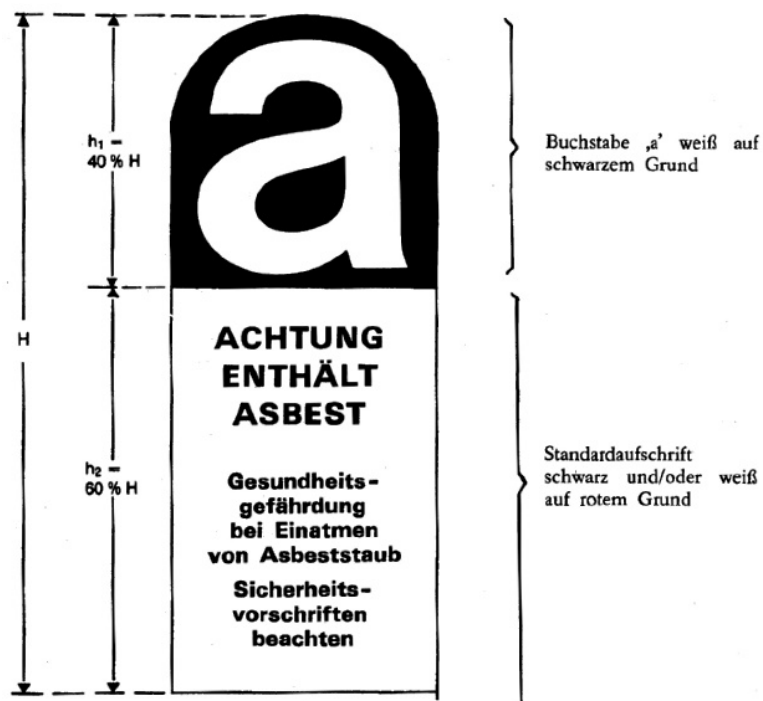 a
h₁ =
40 % H
Buchstabe ‚a’ weiß auf
schwarzem Grund
H
ACHTUNG
ENTHÄLT
ASBEST
h₂ =
60 % H
Gesundheits-
gefährdung
bei Einatmen
von Asbeststaub
Sicherheits-
vorschriften
beachten
Standardaufschrift
schwarz und/oder weiß
auf rotem Grund